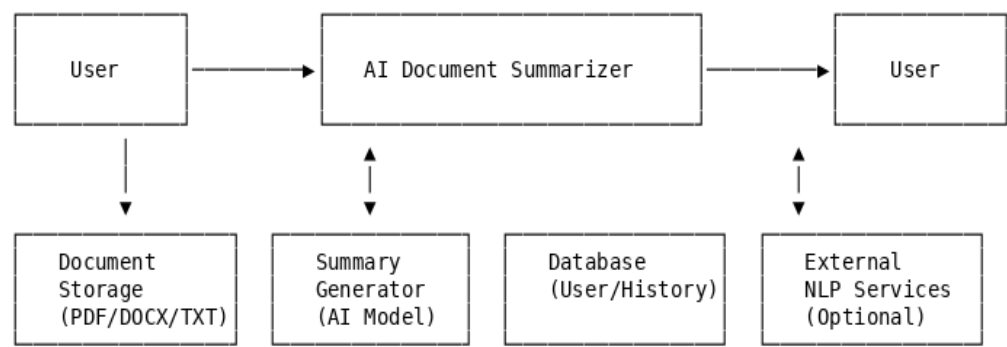 User
AI Document Summarizer
User
Document
Storage
(PDF/DOCX/TXT)
Summary
Generator
(AI Model)
Database
(User/History)
External
NLP Services
(Optional)